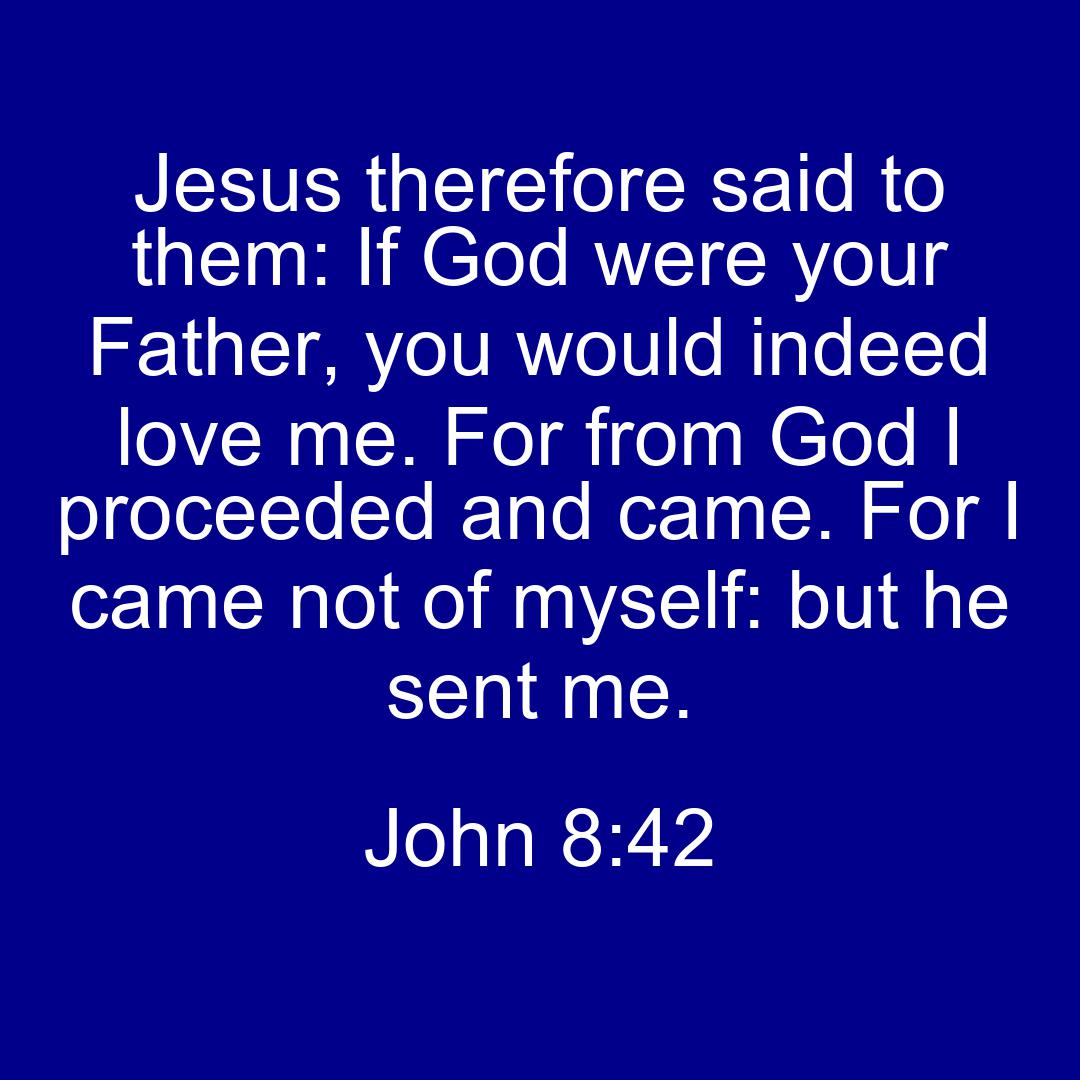 Jesus therefore said to
them: If God were your
Father, you would indeed
love me. For from God I
proceeded and came. For I
came not of myself: but he
sent me.
John 8:42